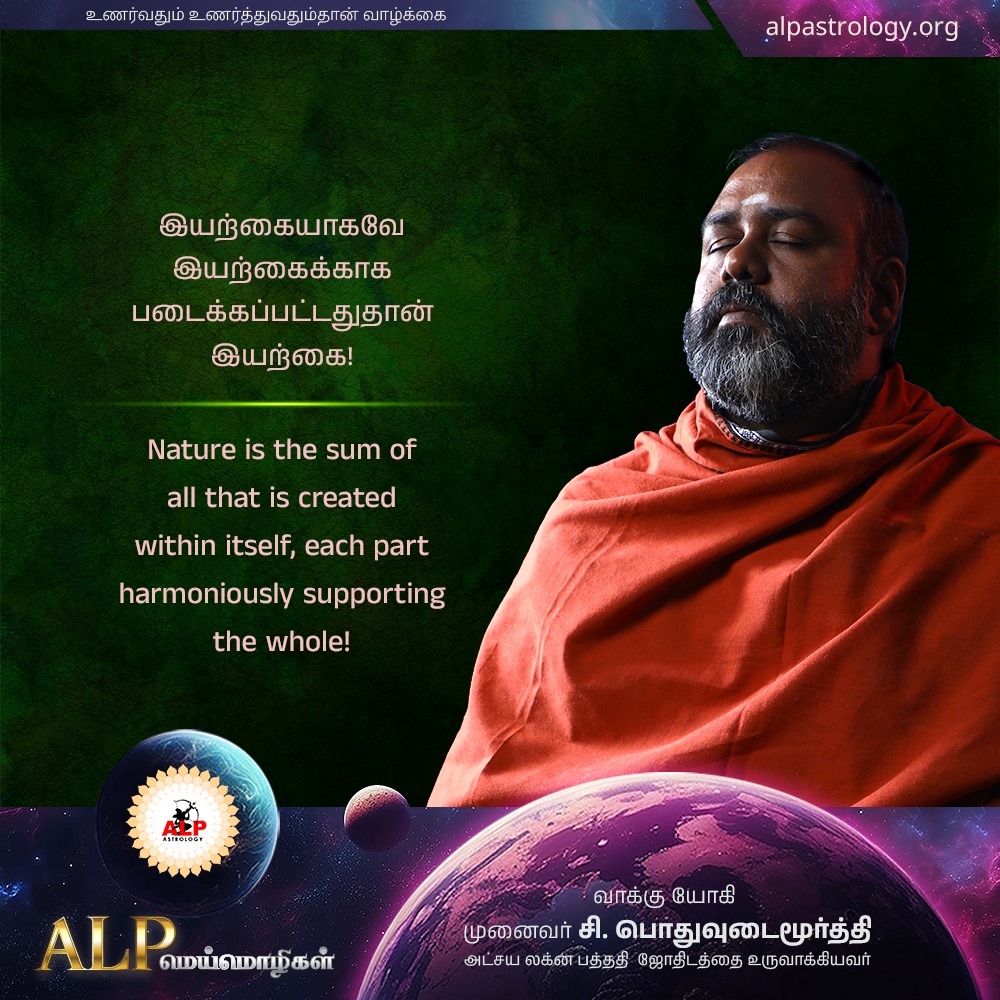 உணர்வதும் உணர்த்துவதும்தான் வாழ்க்கை
alpastrology.org
இயற்கையாகவே
இயற்கைக்காக
படைக்கப்பட்டதுதான்
இயற்கை!
Nature is the sum of
all that is created
within itself, each part
harmoniously supporting
the whole!
ALP
ASTROLOGY
ALP மெய்மொழிகள்
வாக்கு யோகி
முனைவர் சி. பொதுவுடைமூர்த்தி
அட்சய லக்ன பத்ததி ஜோதிடத்தை உருவாக்கியவர்